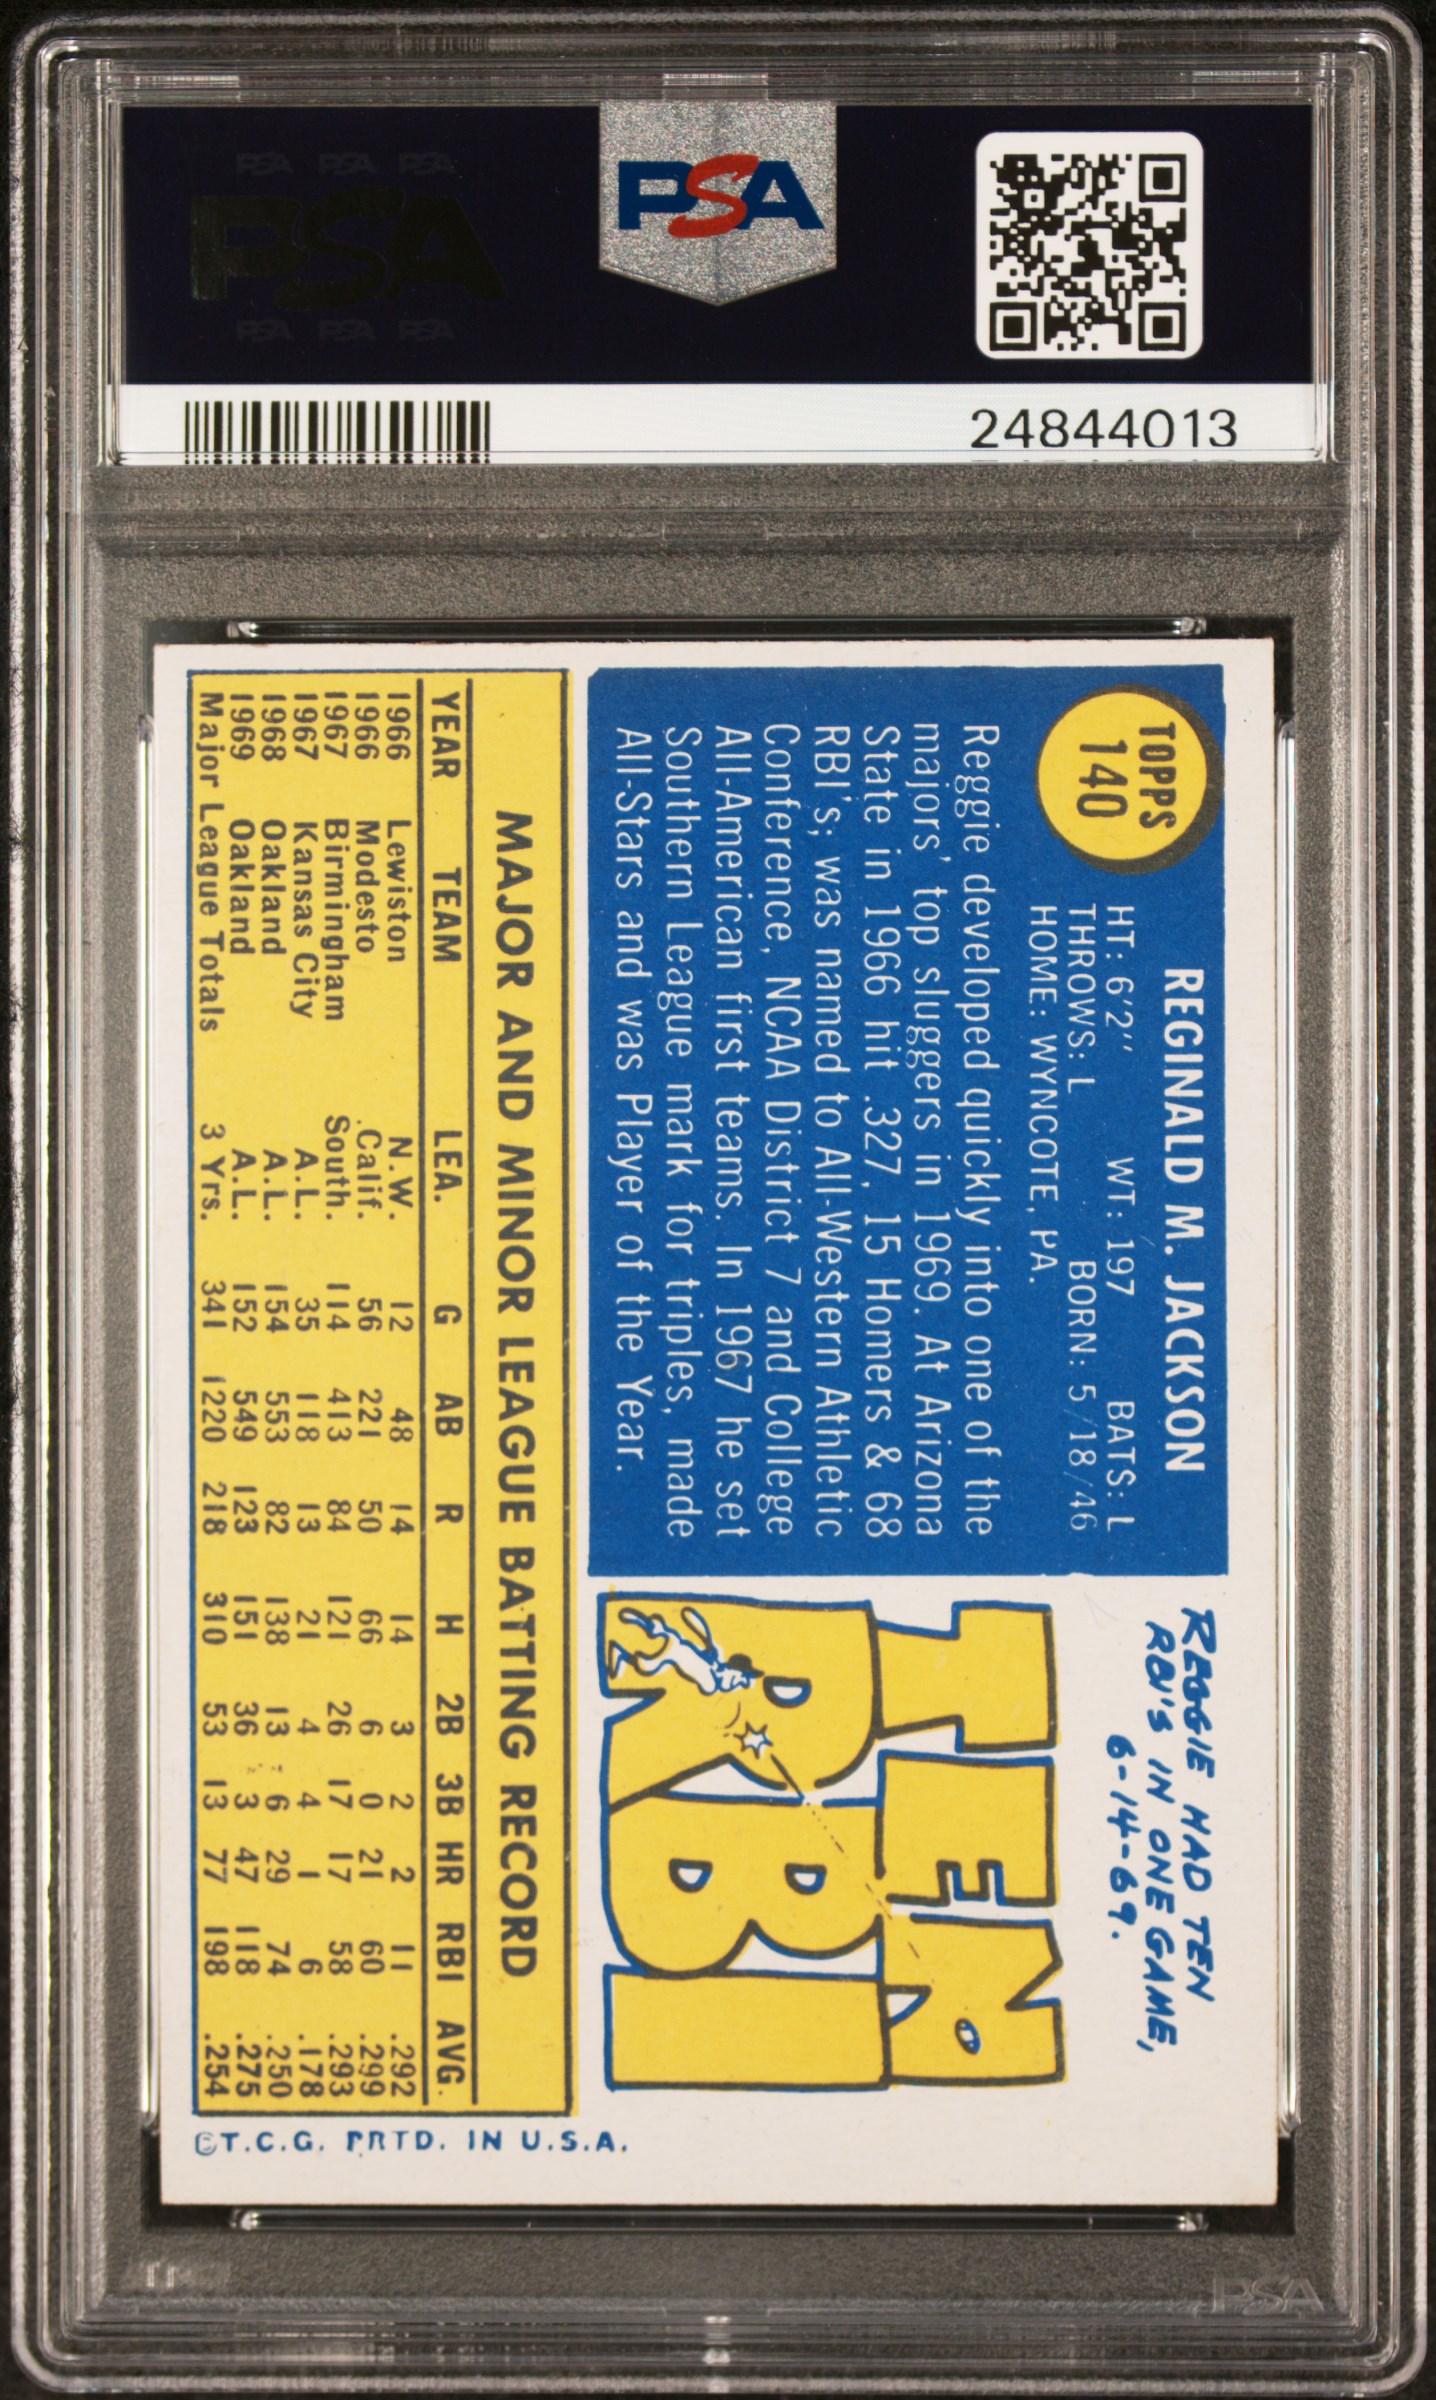 PSA PSA PSA
PSA
PSA PSA PSA
PSA
24844013
TOPPS
140
REGINALD M. JACKSON
HT: 6'2" WT: 197 BATS: L
THROWS: L BORN: 5/18/46
HOME: WYNCOTE, PA.
Reggie developed quickly into one of the
majors' top sluggers in 1969. At Arizona
State in 1966 hit .327, 15 Homers & 68
RBI's; was named to All-Western Athletic
Conference, NCAA District 7 and College
All-American first teams. In 1967 he set
Southern League mark for triples, made
All-Stars and was Player of the Year.
REGGIE HAD TEN
RBI'S IN ONE GAME,
6-14-69.
TEN
RBI
MAJOR AND MINOR LEAGUE BATTING RECORD
YEAR TEAM LEA. G AB R H 2B 3B HR RBI AVG.
1966 Lewiston N.W. 12 48 14 14 3 2 2 11 .292
1966 Modesto Calif. 56 221 50 66 6 0 21 60 .299
1967 Birmingham South. 114 413 84 121 26 17 17 58 .293
1967 Kansas City A.L. 35 118 13 21 4 4 1 6 .178
1968 Oakland A.L. 154 553 82 138 13 6 29 74 .250
1969 Oakland A.L. 152 549 123 151 36 3 47 118 .275
Major League Totals 3 Yrs. 341 1220 218 310 53 13 77 198 .254
©T.C.G. PRTD. IN U.S.A.
PSA